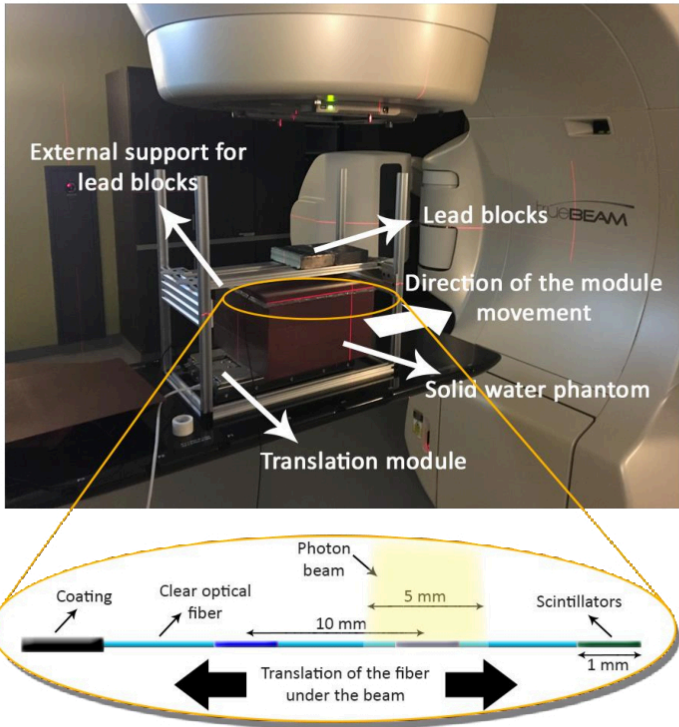 External support for
lead blocks
Lead blocks
trueBEAM
Direction of the module
movement
Solid water phantom
Translation module
Photon
beam
Coating
Clear optical
fiber
5 mm
Scintillators
10 mm
1 mm
Translation of the fiber
under the beam